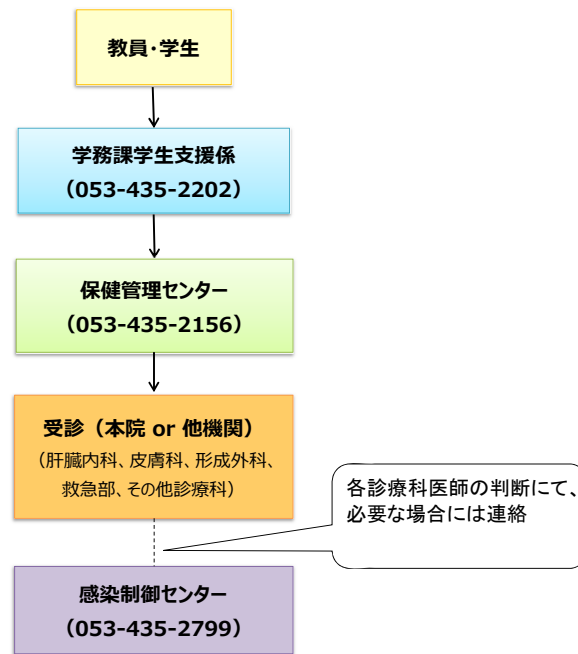 教員・学生
学務課学生支援係
（053-435-2202）
保健管理センター
（053-435-2156）
受診（本院 or 他機関）
（肝臓内科、皮膚科、形成外科、
救急部、その他診療科）
各診療科医師の判断にて、
必要な場合には連絡
感染制御センター
（053-435-2799）